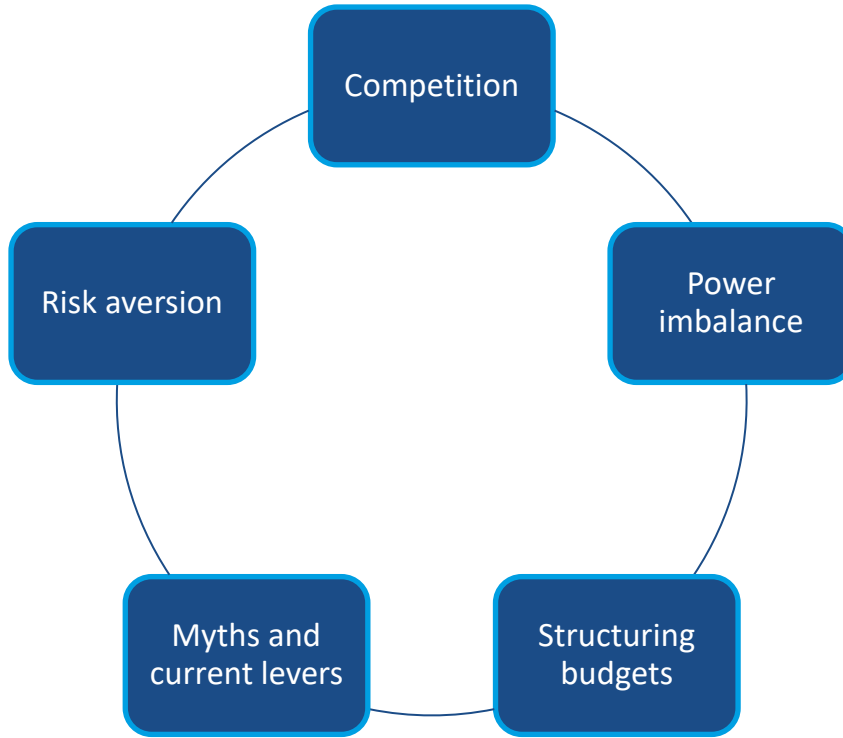 Competition
Power
imbalance
Structuring
budgets
Myths and
current levers
Risk aversion